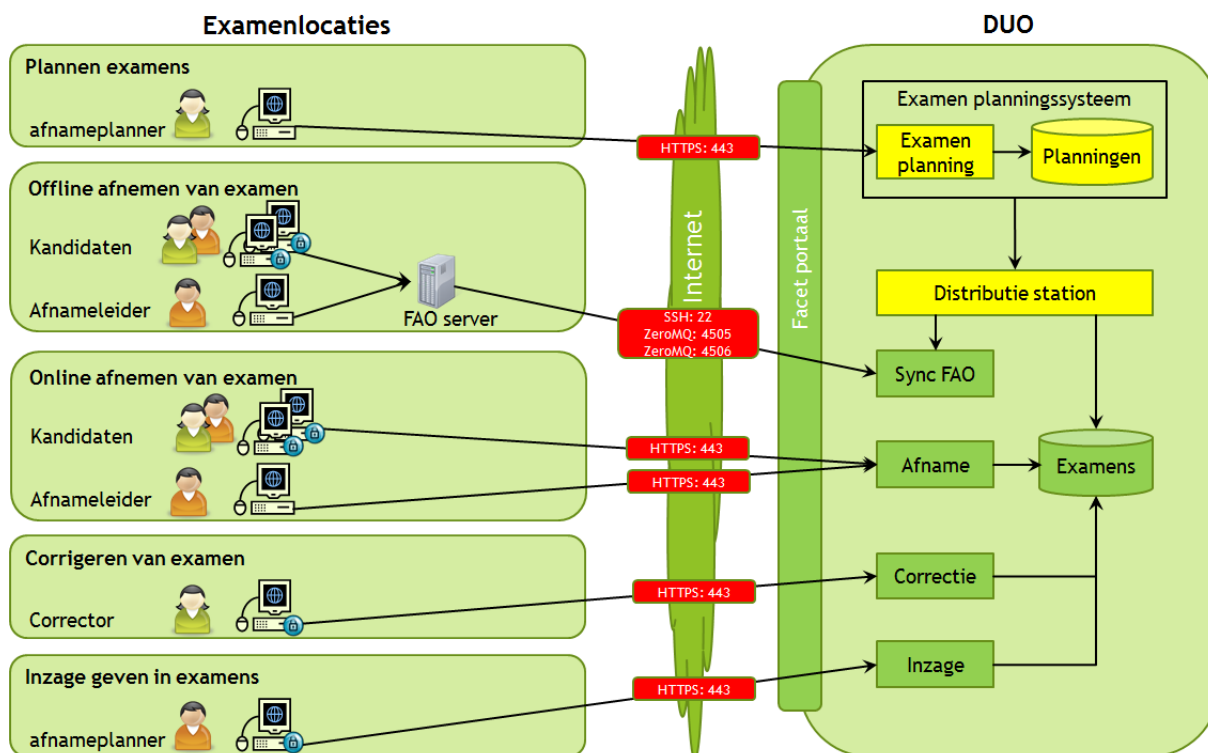 Examenlocaties
DUO
Plannen examens
afnameplanner
HTTPS: 443
Examen planningssysteem
Examen
planning
Planningen
Offline afnemen van examen
Kandidaten
Afnameleider
FAO server
Internet
Facet portaal
SSH: 22
ZeroMQ: 4505
ZeroMQ: 4506
Distributie station
Sync FAO
Online afnemen van examen
Kandidaten
Afnameleider
HTTPS: 443
HTTPS: 443
Afname
Examens
Corrigeren van examen
Corrector
HTTPS: 443
Correctie
Inzage geven in examens
afnameplanner
HTTPS: 443
Inzage